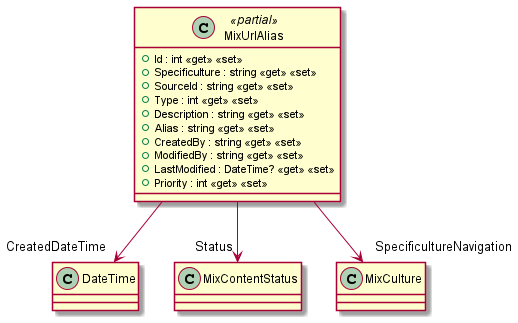 «partial»
C MixUrlAlias
Id : int «get» «set»
Specificulture : string «get» «set»
SourceId : string «get» «set»
Type : int «get» «set»
Description : string «get» «set»
Alias : string «get» «set»
CreatedBy : string «get» «set»
ModifiedBy : string «get» «set»
LastModified : DateTime? «get» «set»
Priority : int «get» «set»
CreatedDateTime Status SpecificultureNavigation
C DateTime C MixContentStatus C MixCulture